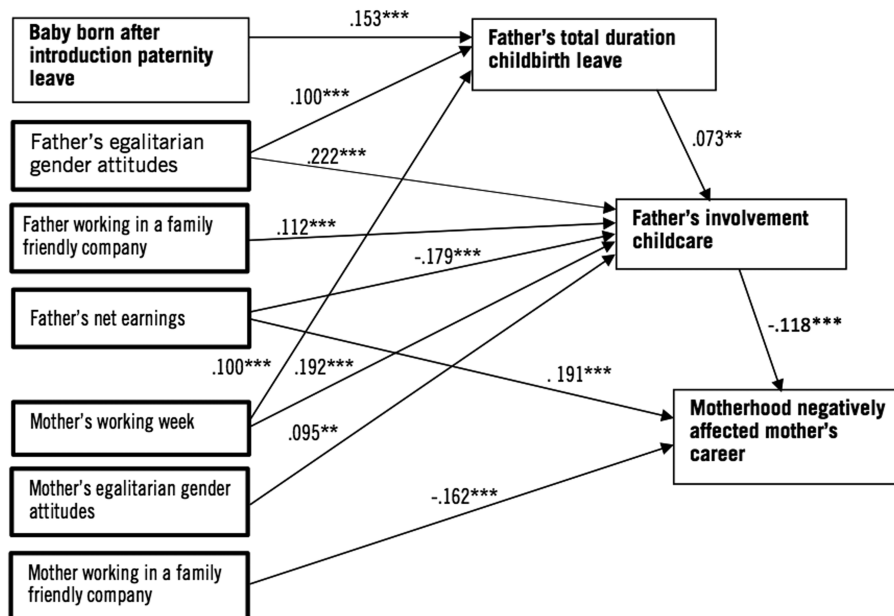 Baby born after
introduction paternity
leave
.153***
Father's total duration
childbirth leave
.100***
Father's egalitarian
gender attitudes
.222***
.073**
Father working in a family
friendly company
.112***
Father's involvement
childcare
-.179***
Father's net earnings
-.118***
.100***
.192***
. 191***
Mother's working week
.095**
Motherhood negatively
affected mother's
career
Mother's egalitarian gender
attitudes
-.162***
Mother working in a family
friendly company